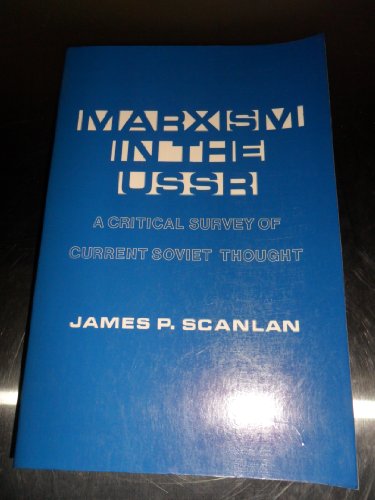 MARXISM
IN THE
USSR
A CRITICAL SURVEY OF
CURRENT SOVIET THOUGHT
JAMES P. SCANLAN